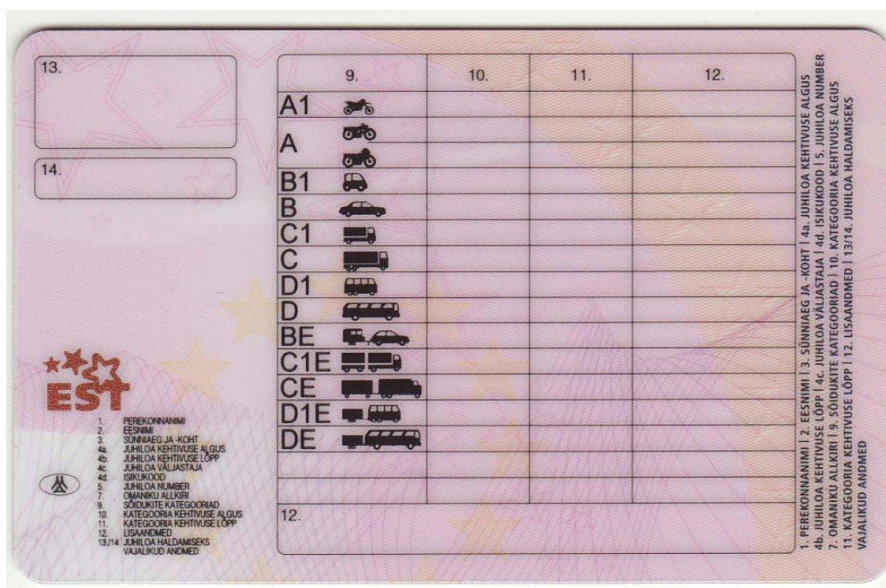 13.
14.
9. 10. 11. 12.
A1
A
B1
B
C1
C
D1
D
BE
C1E
CE
D1E
DE
12.
EST
1. PEREKONNANIMI
2. EESNIMI
3. SÜNNIAEG JA -KOHT
4a. JUHILOA KEHTIVUSE ALGUS
4b. JUHILOA KEHTIVUSE LÕPP
4c. JUHILOA VÄLJASTAJA
4d. ISIKUKOOD
5. JUHILOA NUMBER
7. OMANIKU ALLKIRI
9. SÕIDUKITE KATEGOORIAD
10. KATEGOORIA KEHTIVUSE ALGUS
11. KATEGOORIA KEHTIVUSE LÕPP
12. LISAANDMED
13./14. JUHILOA HALDAMISEKS
VAJALIKUD ANDMED
1. PEREKONNANIMI | 2. EESNIMI | 3. SÜNNIAEG JA -KOHT | 4a. JUHILOA KEHTIVUSE ALGUS
4b. JUHILOA KEHTIVUSE LÕPP | 4c. JUHILOA VÄLJASTAJA | 4d. ISIKUKOOD | 5. JUHILOA NUMBER
7. OMANIKU ALLKIRI | 9. SÕIDUKITE KATEGOORIAD | 10. KATEGOORIA KEHTIVUSE ALGUS
11. KATEGOORIA KEHTIVUSE LÕPP | 12. LISAANDMED | 13/14. JUHILOA HALDAMISEKS
VAJALIKUD ANDMED